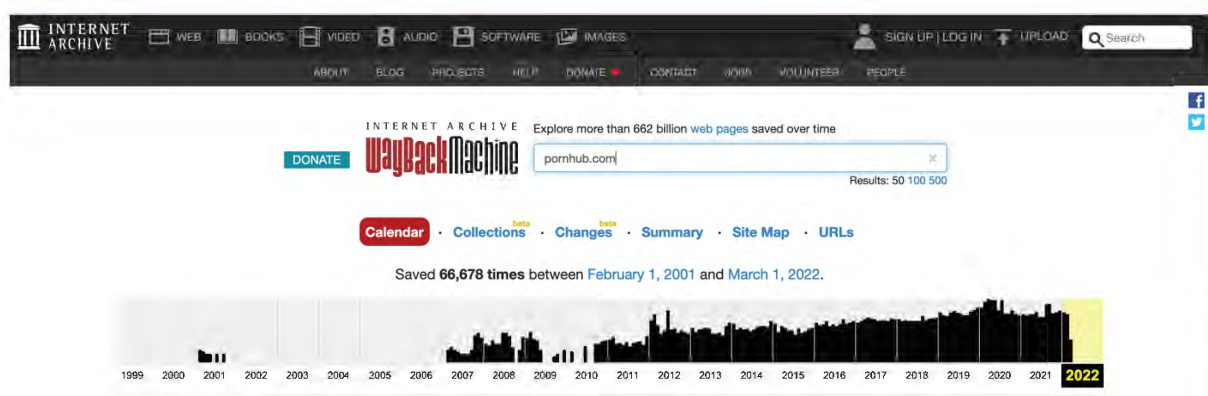 INTERNET ARCHIVE
WEB BOOKS VIDEO AUDIO SOFTWARE IMAGES SIGN UP | LOG IN UPLOAD Search
ABOUT BLOG PROJECTS HELP DONATE CONTACT JOBS VOLUNTEER PEOPLE
INTERNET ARCHIVE
WayBackMachine
Explore more than 662 billion web pages saved over time
DONATE
pornhub.com
Results: 50 100 500
Calendar · Collections beta · Changes beta · Summary · Site Map · URLs
Saved 66,678 times between February 1, 2001 and March 1, 2022.
1999 2000 2001 2002 2003 2004 2005 2006 2007 2008 2009 2010 2011 2012 2013 2014 2015 2016 2017 2018 2019 2020 2021 2022